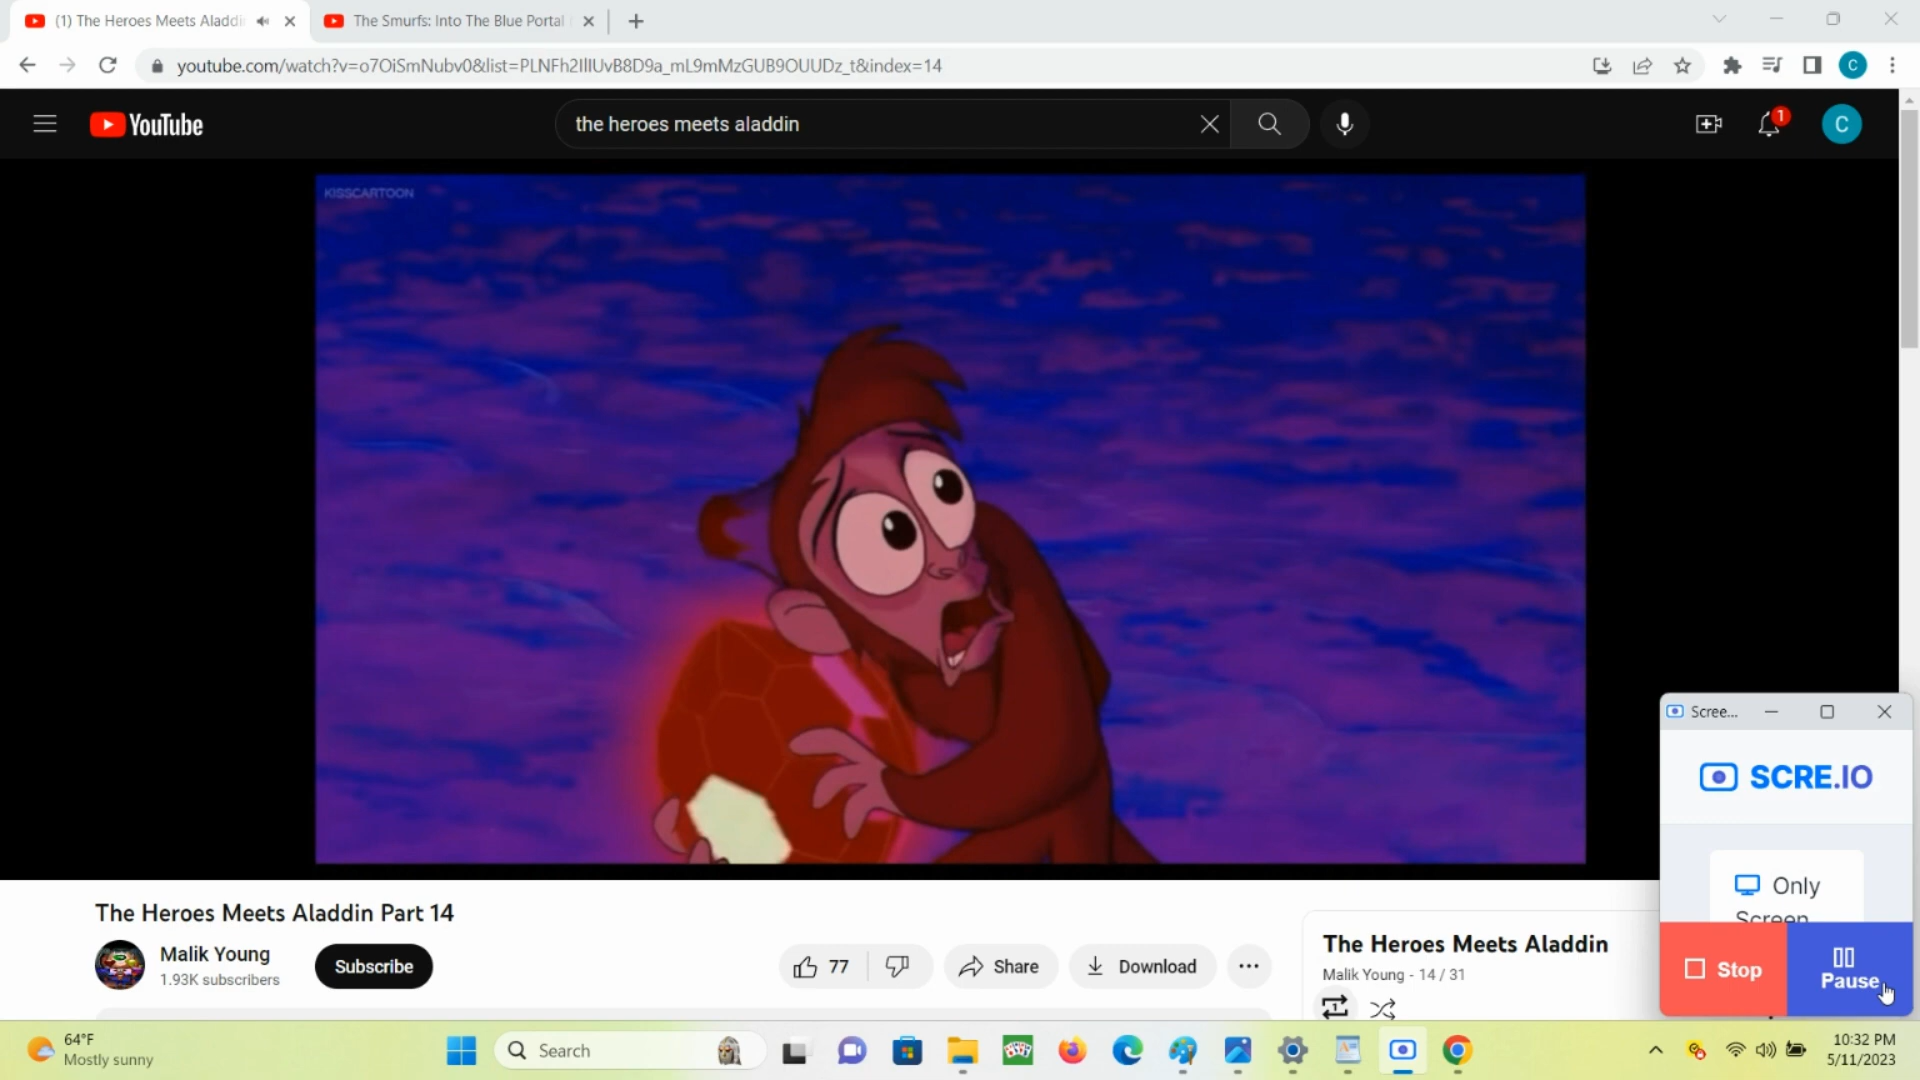 (1) The Heroes Meets Aladdi
The Smurfs: Into The Blue Portal
youtube.com/watch?v=o7OiSmNubv0&list=PLNFh2IllUvB8D9a_mL9mMzGUB9OUUDz_t&index=14
C
YouTube
the heroes meets aladdin
1
C
KISSCARTOON
Scree...
SCRE.IO
Only
Screen
Stop
Pause
The Heroes Meets Aladdin Part 14
Malik Young
1.93K subscribers
Subscribe
77
Share
Download
The Heroes Meets Aladdin
Malik Young - 14 / 31
64°F
Mostly sunny
Search
10:32 PM
5/11/2023